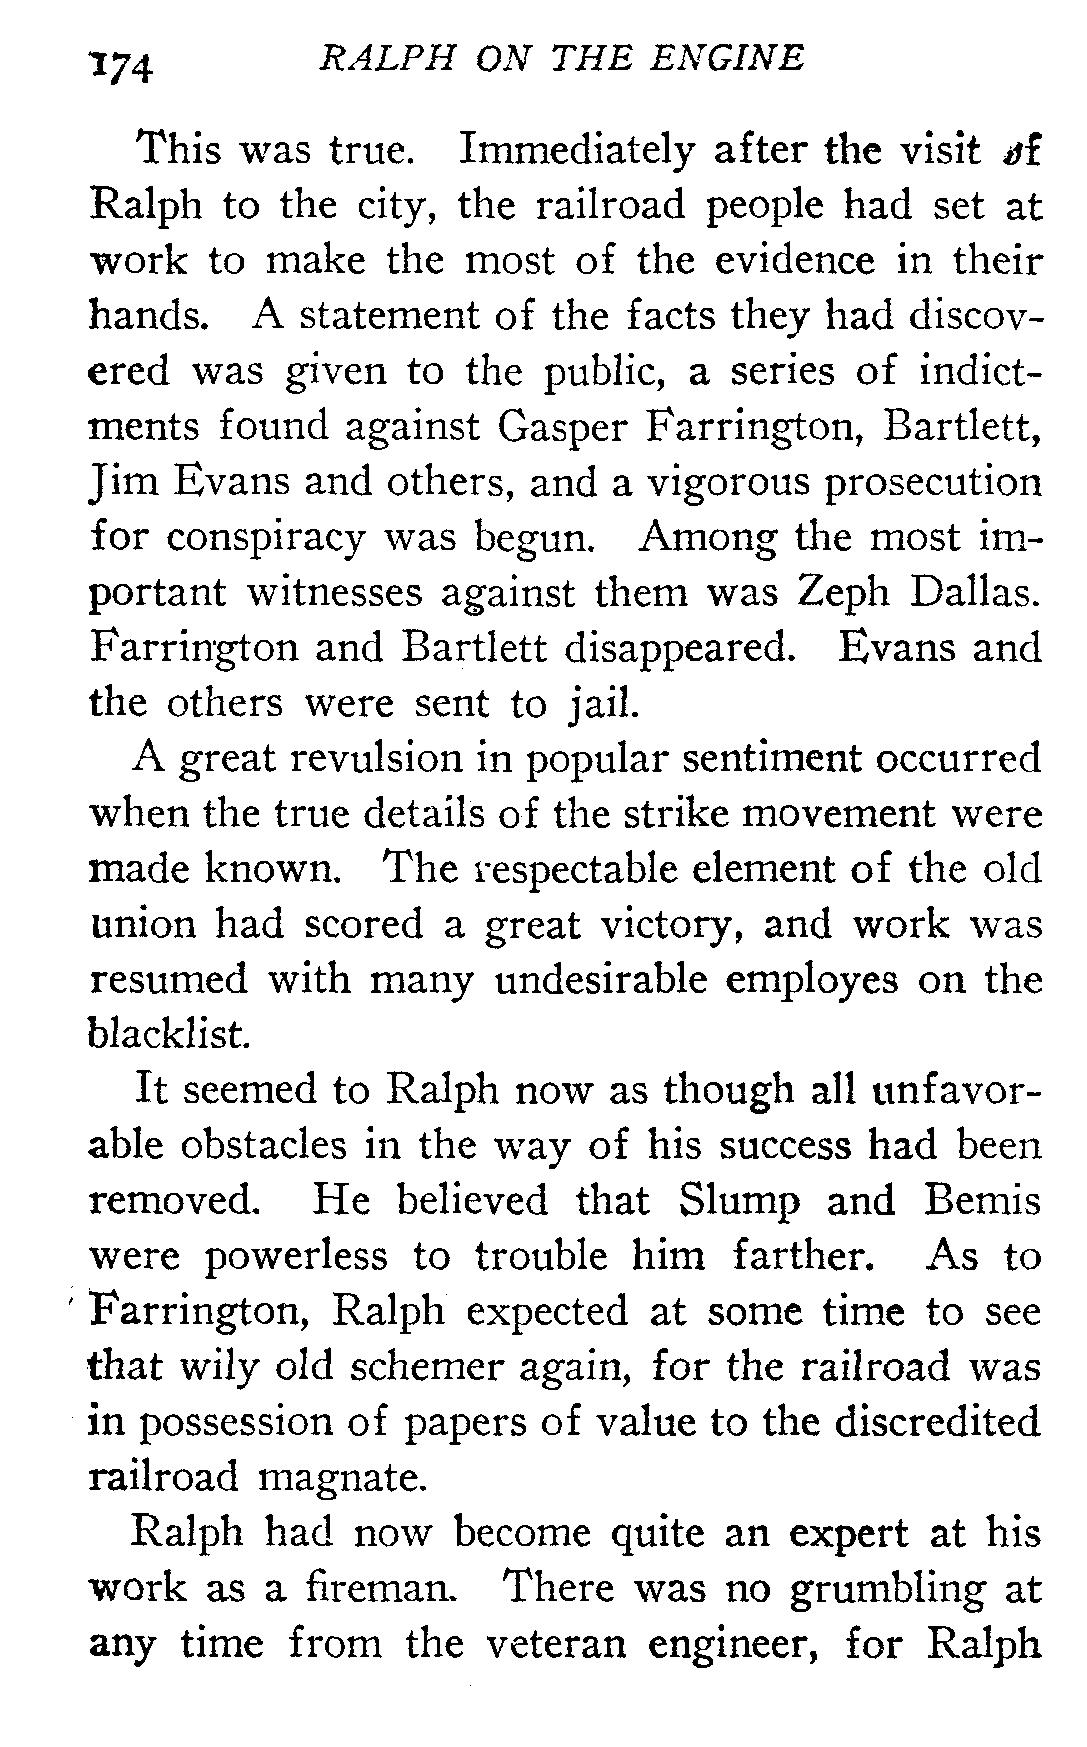 174 RALPH ON THE ENGINE
This was true. Immediately after the visit of
Ralph to the city, the railroad people had set at
work to make the most of the evidence in their
hands. A statement of the facts they had discov-
ered was given to the public, a series of indict-
ments found against Gasper Farrington, Bartlett,
Jim Evans and others, and a vigorous prosecution
for conspiracy was begun. Among the most im-
portant witnesses against them was Zeph Dallas.
Farrington and Bartlett disappeared. Evans and
the others were sent to jail.
A great revulsion in popular sentiment occurred
when the true details of the strike movement were
made known. The respectable element of the old
union had scored a great victory, and work was
resumed with many undesirable employes on the
blacklist.
It seemed to Ralph now as though all unfavor-
able obstacles in the way of his success had been
removed. He believed that Slump and Bemis
were powerless to trouble him farther. As to
Farrington, Ralph expected at some time to see
that wily old schemer again, for the railroad was
in possession of papers of value to the discredited
railroad magnate.
Ralph had now become quite an expert at his
work as a fireman. There was no grumbling at
any time from the veteran engineer, for Ralph